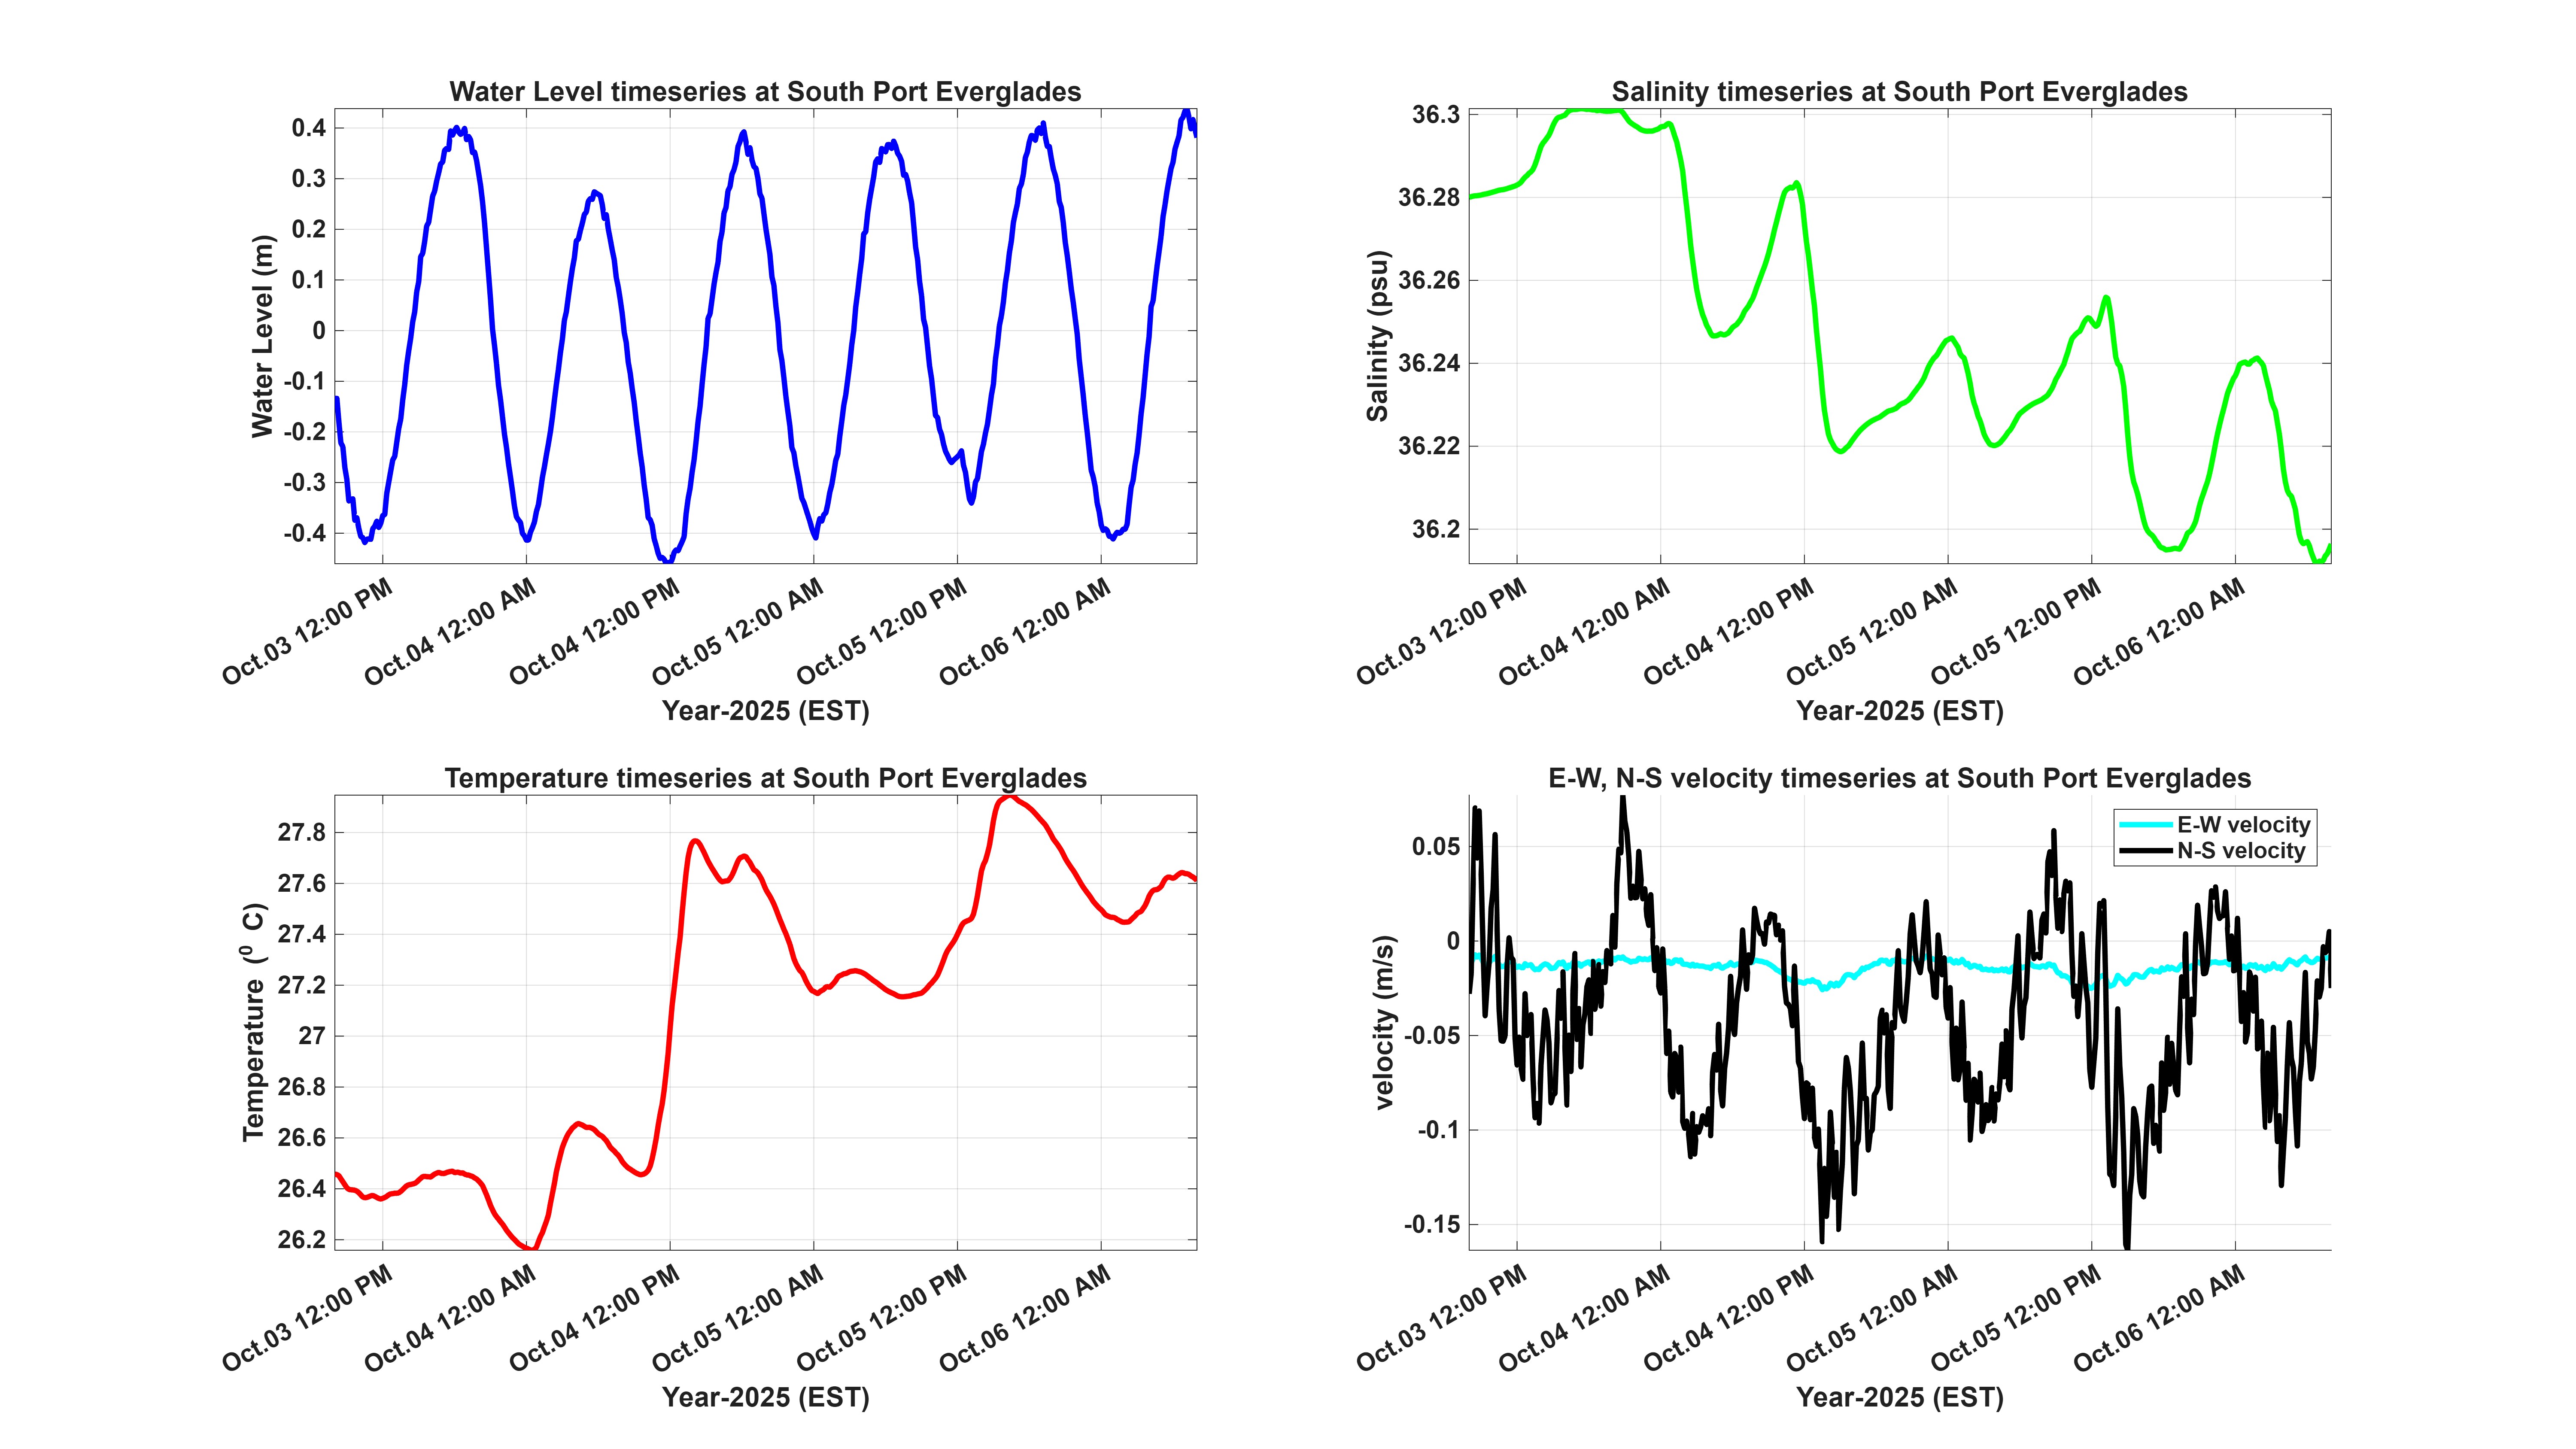 Water Level timeseries at South Port Everglades
0.4
0.3
0.2
0.1
0
-0.1
-0.2
-0.3
-0.4
Water Level (m)
Oct.03 12:00 PM
Oct.04 12:00 AM
Oct.04 12:00 PM
Oct.05 12:00 AM
Oct.05 12:00 PM
Oct.06 12:00 AM
Year-2025 (EST)
Salinity timeseries at South Port Everglades
36.3
36.28
36.26
36.24
36.22
36.2
Salinity (psu)
Oct.03 12:00 PM
Oct.04 12:00 AM
Oct.04 12:00 PM
Oct.05 12:00 AM
Oct.05 12:00 PM
Oct.06 12:00 AM
Year-2025 (EST)
Temperature timeseries at South Port Everglades
27.8
27.6
27.4
27.2
27
26.8
26.6
26.4
26.2
Temperature (⁰ C)
Oct.03 12:00 PM
Oct.04 12:00 AM
Oct.04 12:00 PM
Oct.05 12:00 AM
Oct.05 12:00 PM
Oct.06 12:00 AM
Year-2025 (EST)
E-W, N-S velocity timeseries at South Port Everglades
E-W velocity
N-S velocity
0.05
0
-0.05
-0.1
-0.15
velocity (m/s)
Oct.03 12:00 PM
Oct.04 12:00 AM
Oct.04 12:00 PM
Oct.05 12:00 AM
Oct.05 12:00 PM
Oct.06 12:00 AM
Year-2025 (EST)